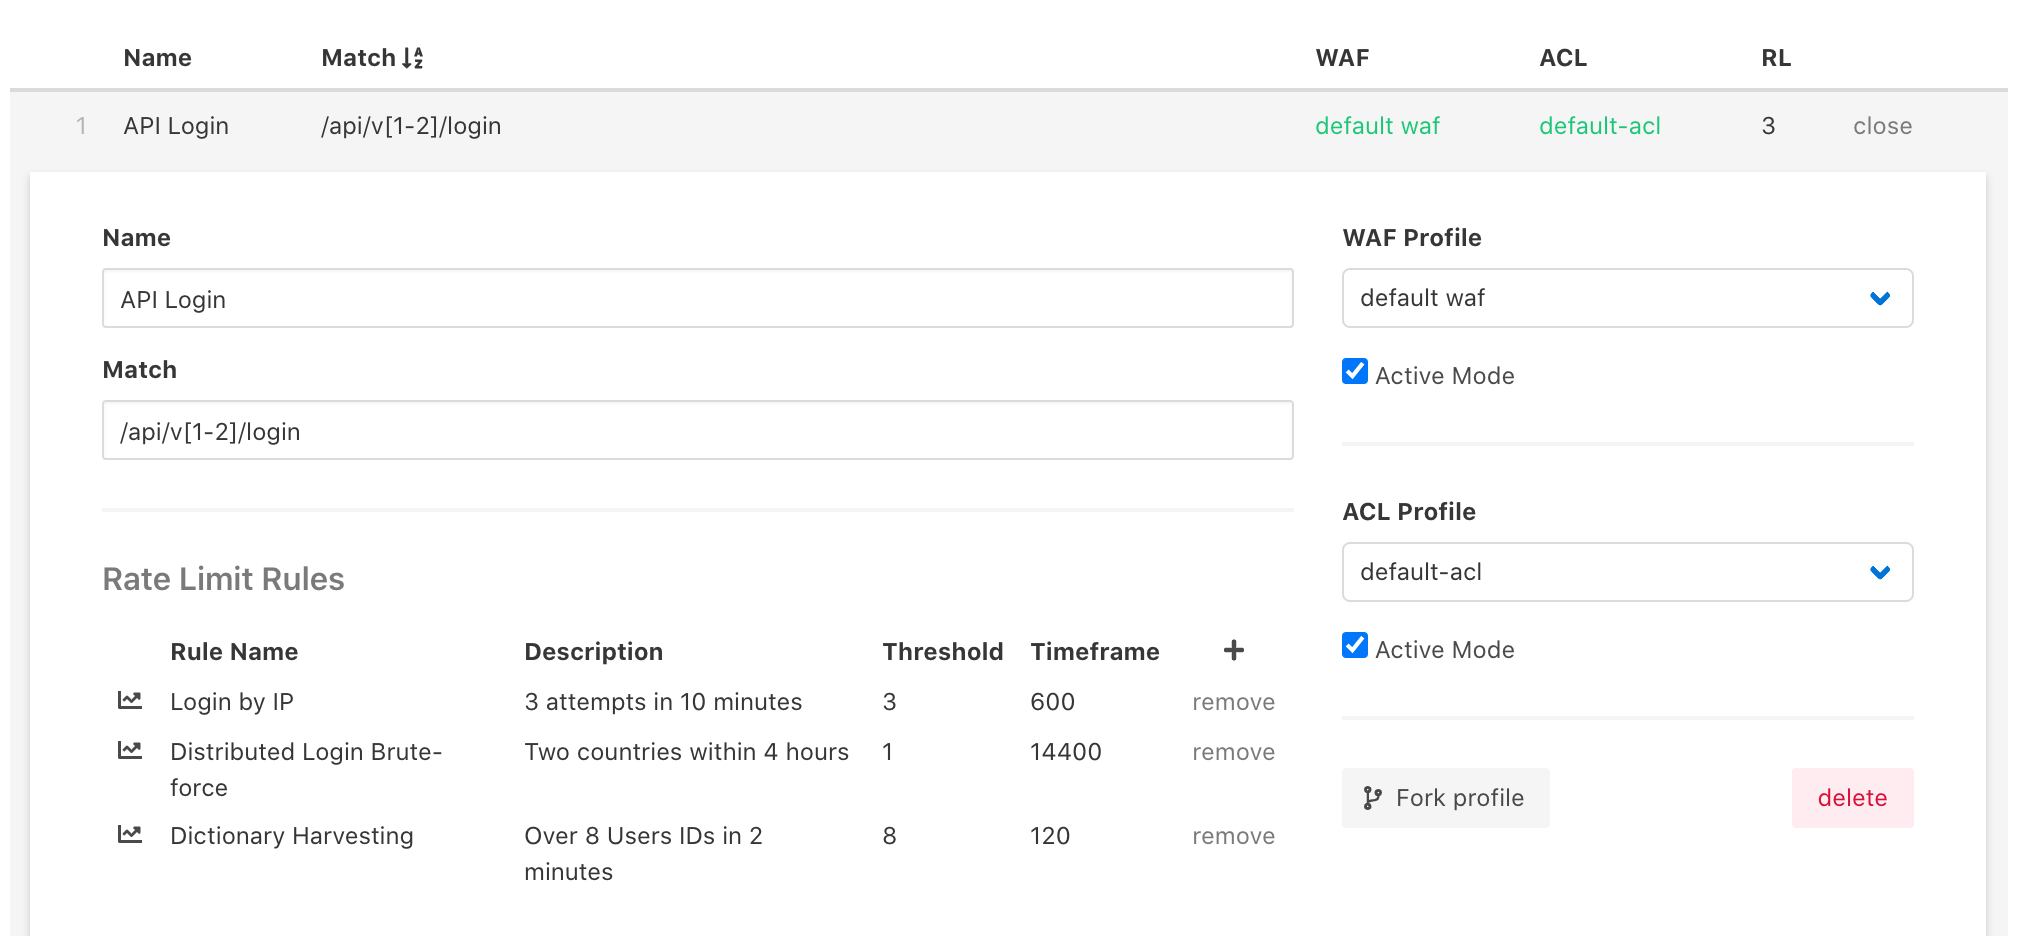 Name Match WAF ACL RL
1 API Login /api/v[1-2]/login default waf default-acl 3 close
Name
API Login
Match
/api/v[1-2]/login
WAF Profile
default waf
Active Mode
ACL Profile
default-acl
Active Mode
Fork profile delete
Rate Limit Rules
Rule Name Description Threshold Timeframe +
Login by IP 3 attempts in 10 minutes 3 600 remove
Distributed Login Brute- Two countries within 4 hours 1 14400 remove
force
Dictionary Harvesting Over 8 Users IDs in 2 8 120 remove
minutes